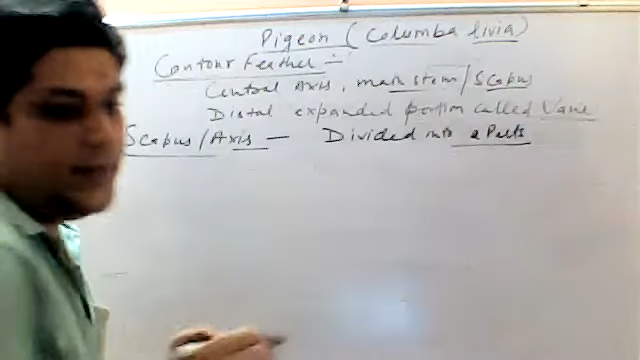 Pigeon (Columba livia)
Contour Feather :-
Central Axis, main stem/Scapus
Distal expanded portion called Vane
Scapus/Axis - Divided into 2 Parts